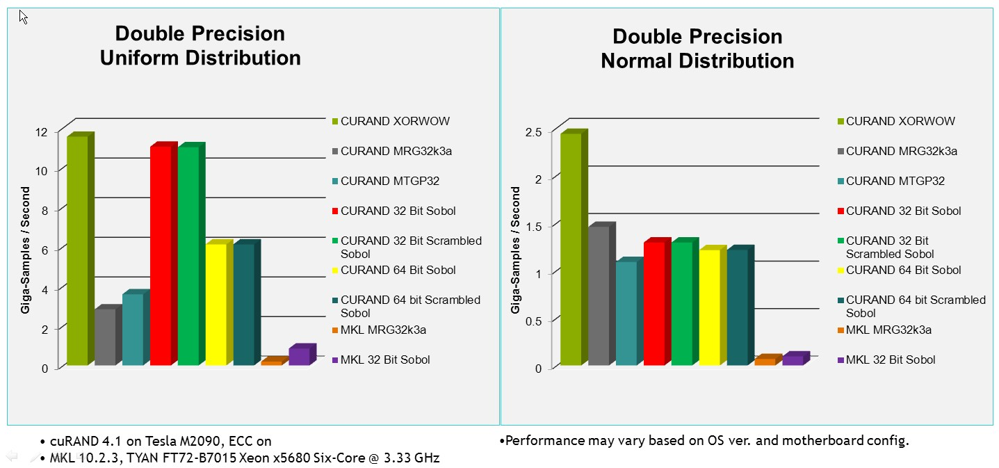 Double Precision
Uniform Distribution
12
10
8
6
4
2
0
Giga-Samples / Second
CURAND XORWOW
CURAND MRG32k3a
CURAND MTGP32
CURAND 32 Bit Sobol
CURAND 32 Bit Scrambled
Sobol
CURAND 64 Bit Sobol
CURAND 64 bit Scrambled
Sobol
MKL MRG32k3a
MKL 32 Bit Sobol
Double Precision
Normal Distribution
2.5
2
1.5
1
0.5
0
Giga-Samples / Second
CURAND XORWOW
CURAND MRG32k3a
CURAND MTGP32
CURAND 32 Bit Sobol
CURAND 32 Bit
Scrambled Sobol
CURAND 64 Bit Sobol
CURAND 64 bit Scrambled
Sobol
MKL MRG32k3a
MKL 32 Bit Sobol
• cuRAND 4.1 on Tesla M2090, ECC on
• MKL 10.2.3, TYAN FT72-B7015 Xeon x5680 Six-Core @ 3.33 GHz
•Performance may vary based on OS ver. and motherboard config.